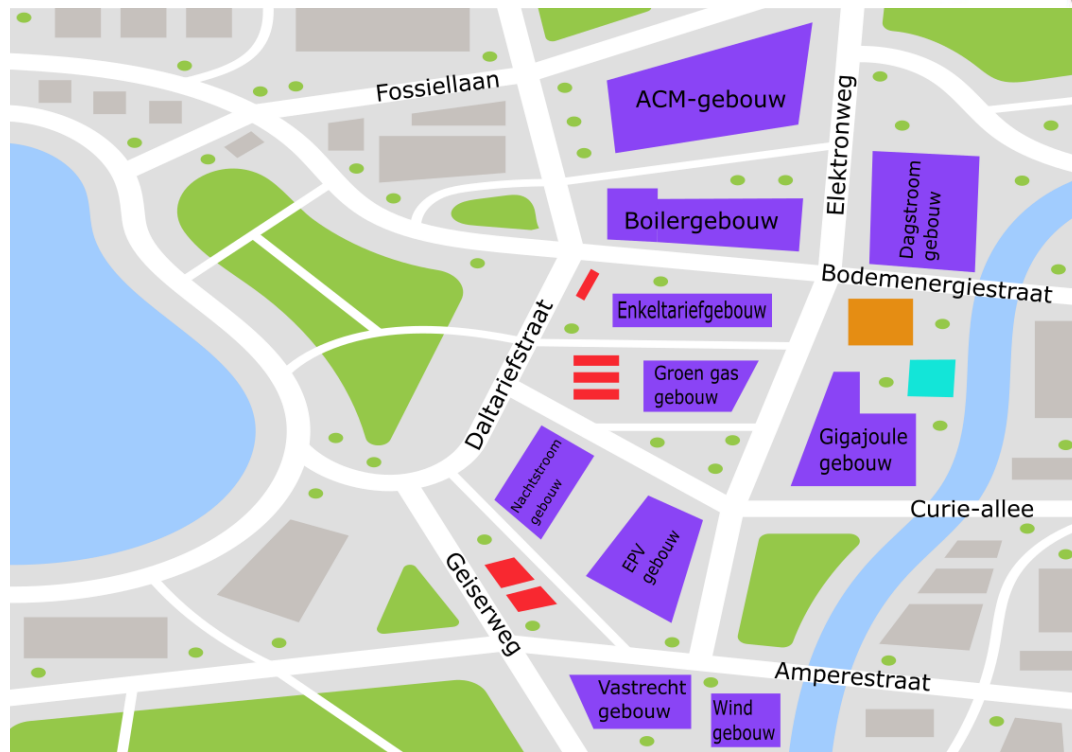 Fossiellaan
ACM-gebouw
Elektronweg
Boilergebouw
Dagstroom
gebouw
Bodemenergiestraat
Enkeltariefgebouw
Daltariefstraat
Groen gas
gebouw
Gigajoule
gebouw
Nachtstroom
gebouw
Curie-allee
EPV
gebouw
Geiserweg
Amperestraat
Vastrecht
gebouw
Wind
gebouw